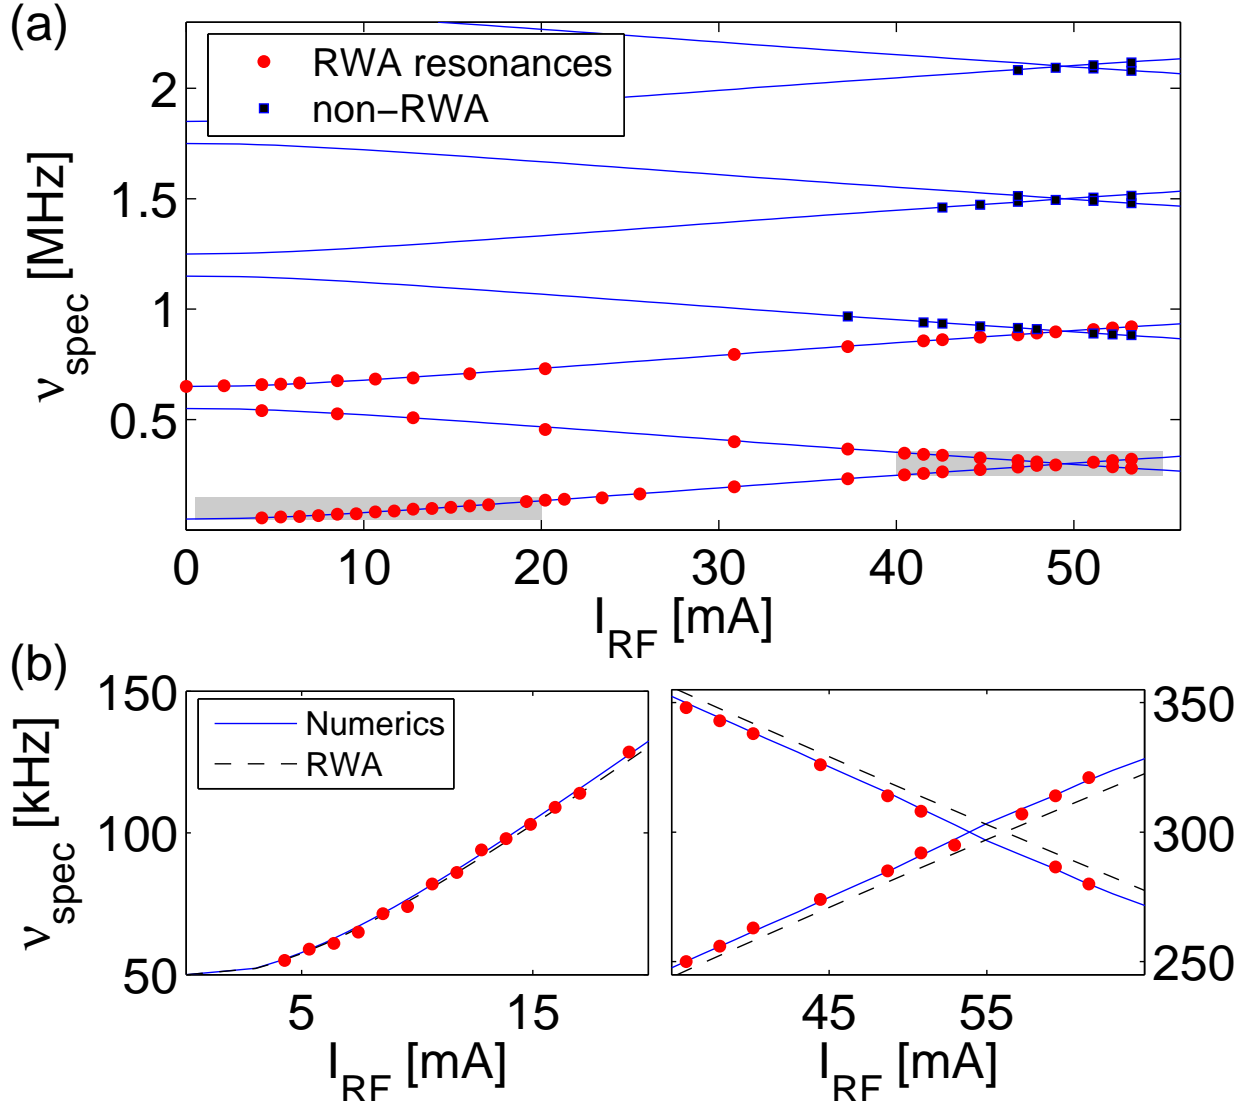 (a)
RWA resonances
non-RWA
2
1.5
1
0.5
ν_spec [MHz]
0 10 20 30 40 50
I_RF [mA]
(b)
150
100
50
ν_spec [kHz]
Numerics
RWA
5 15
I_RF [mA]
350
300
250
45 55
I_RF [mA]